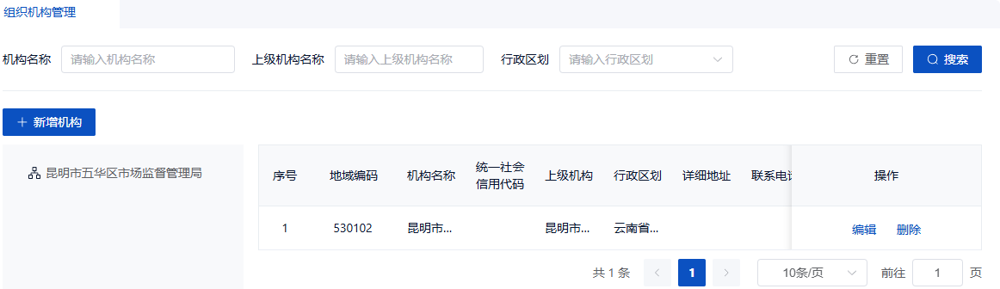 组织机构管理
机构名称 请输入机构名称 上级机构名称 请输入上级机构名称 行政区划 请输入行政区划 重置 搜索
新增机构
昆明市五华区市场监督管理局
序号 地域编码 机构名称 统一社会信用代码 上级机构 行政区划 详细地址 联系电 操作
1 530102 昆明市... 昆明市... 云南省... 编辑 删除
共 1 条 1 10条/页 前往 1 页